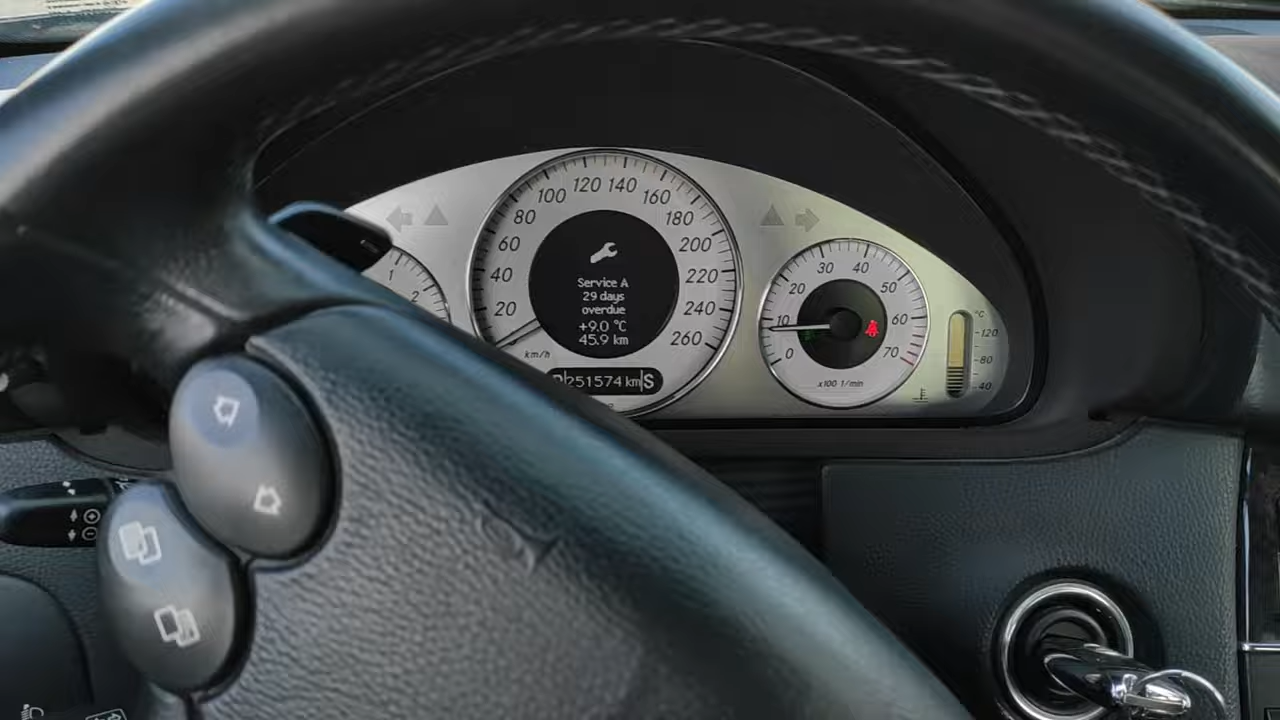 1
2
20
40
60
80
100
120
140
160
180
200
220
240
260
km/h
Service A
29 days
overdue
+9.0 °C
45.9 km
251574 km S
0
10
20
30
40
50
60
70
x100 1/min
°C
120
80
40